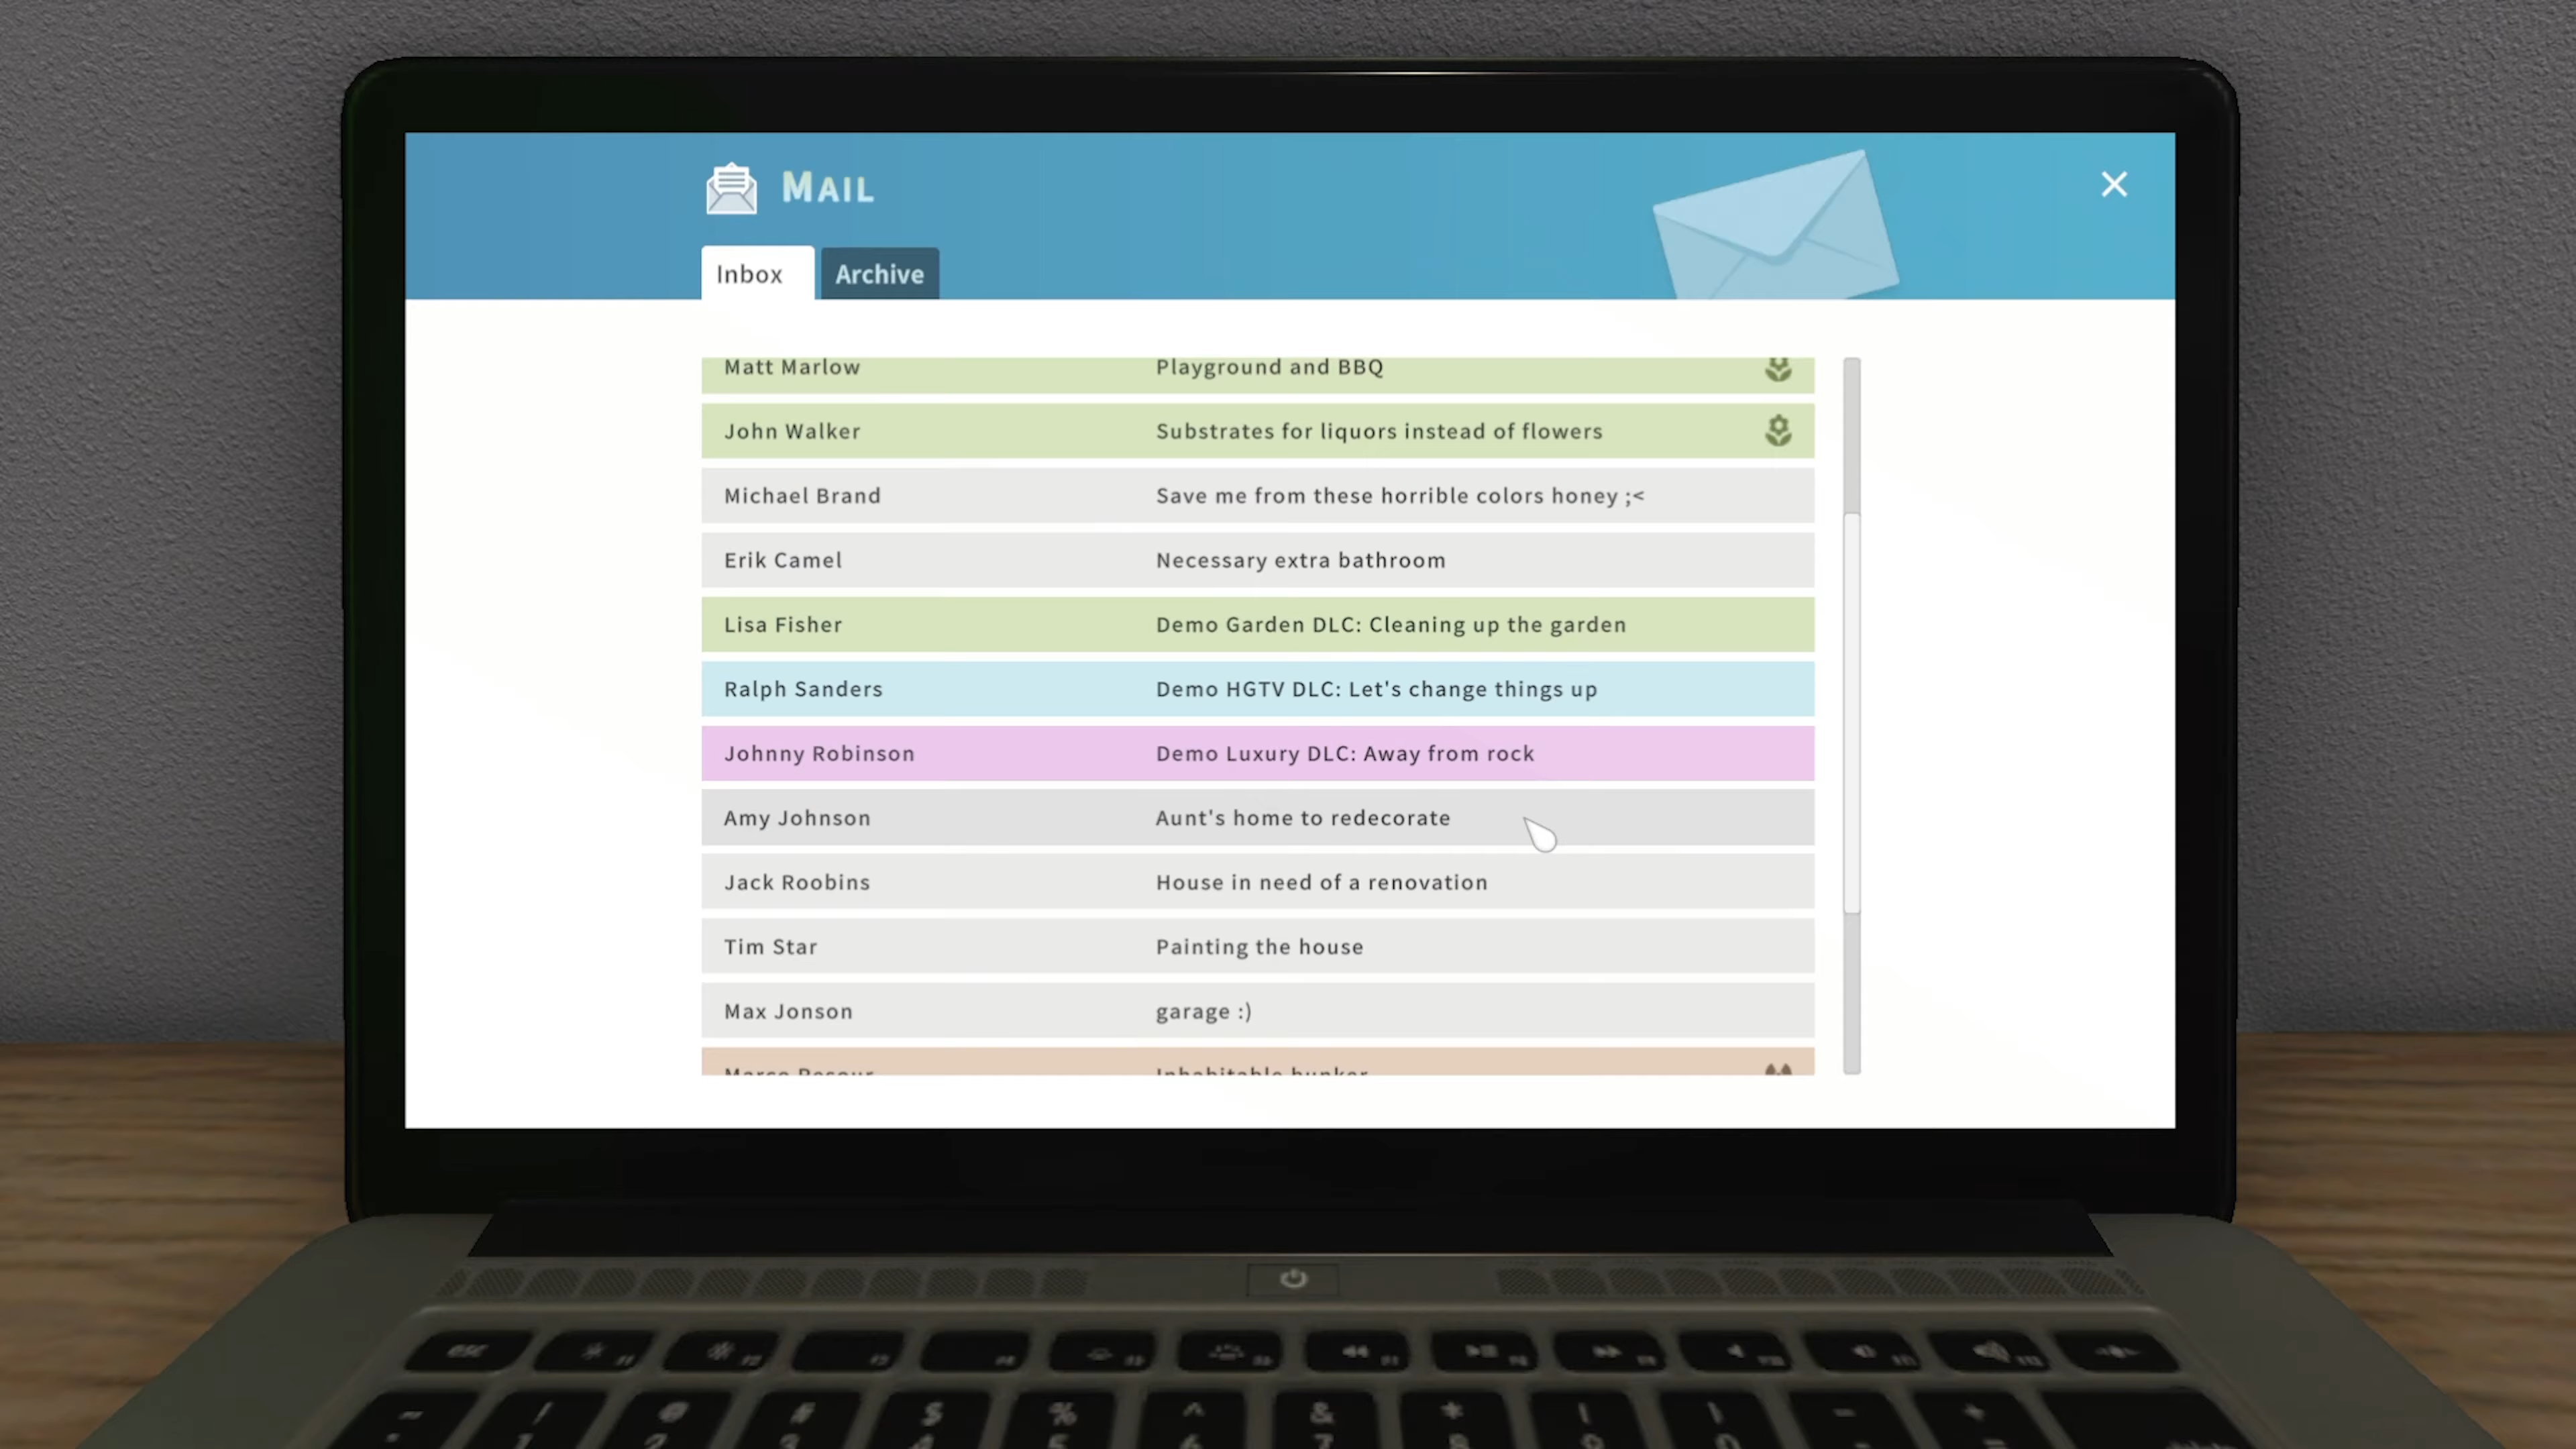 MAIL
Inbox
Archive
Matt Marlow Playground and BBQ
John Walker Substrates for liquors instead of flowers
Michael Brand Save me from these horrible colors honey ;<
Erik Camel Necessary extra bathroom
Lisa Fisher Demo Garden DLC: Cleaning up the garden
Ralph Sanders Demo HGTV DLC: Let's change things up
Johnny Robinson Demo Luxury DLC: Away from rock
Amy Johnson Aunt's home to redecorate
Jack Roobins House in need of a renovation
Tim Star Painting the house
Max Jonson garage :)
Inhabitable bunker
esc
! @ # $ % ^ & *